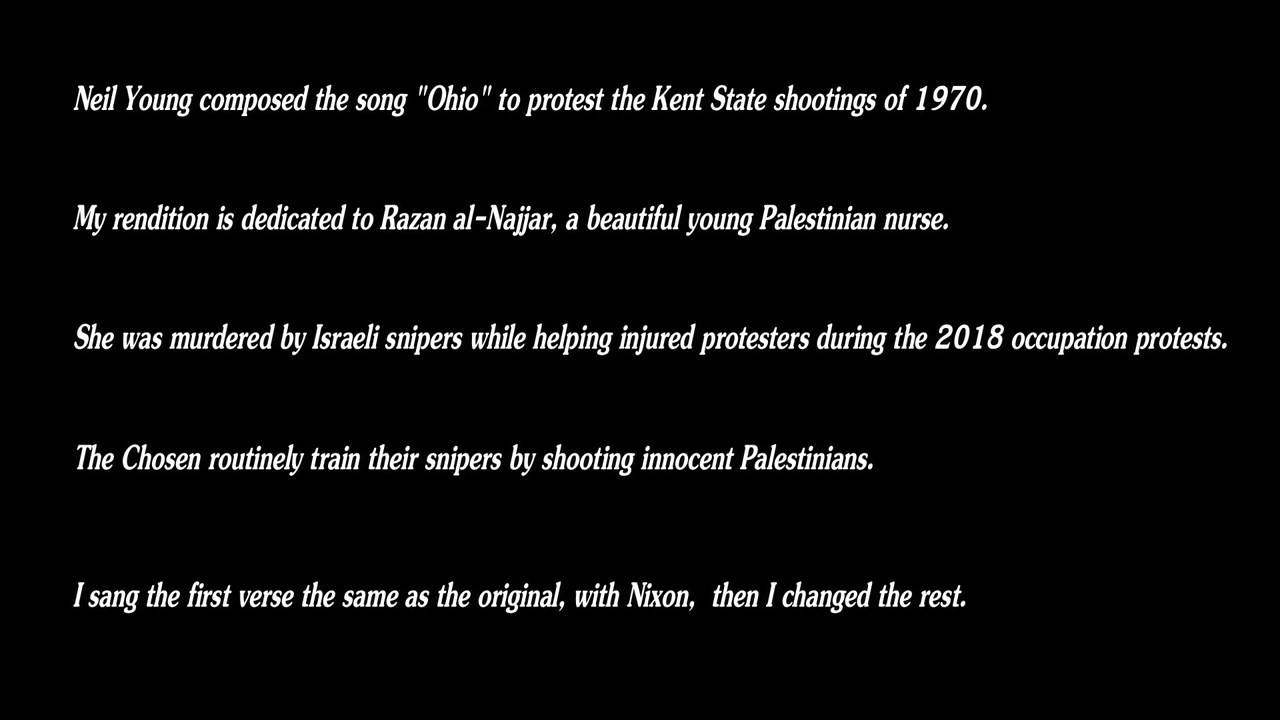 Neil Young composed the song "Ohio" to protest the Kent State shootings of 1970.
My rendition is dedicated to Razan al-Najjar, a beautiful young Palestinian nurse.
She was murdered by Israeli snipers while helping injured protesters during the 2018 occupation protests.
The Chosen routinely train their snipers by shooting innocent Palestinians.
I sang the first verse the same as the original, with Nixon,  then I changed the rest.